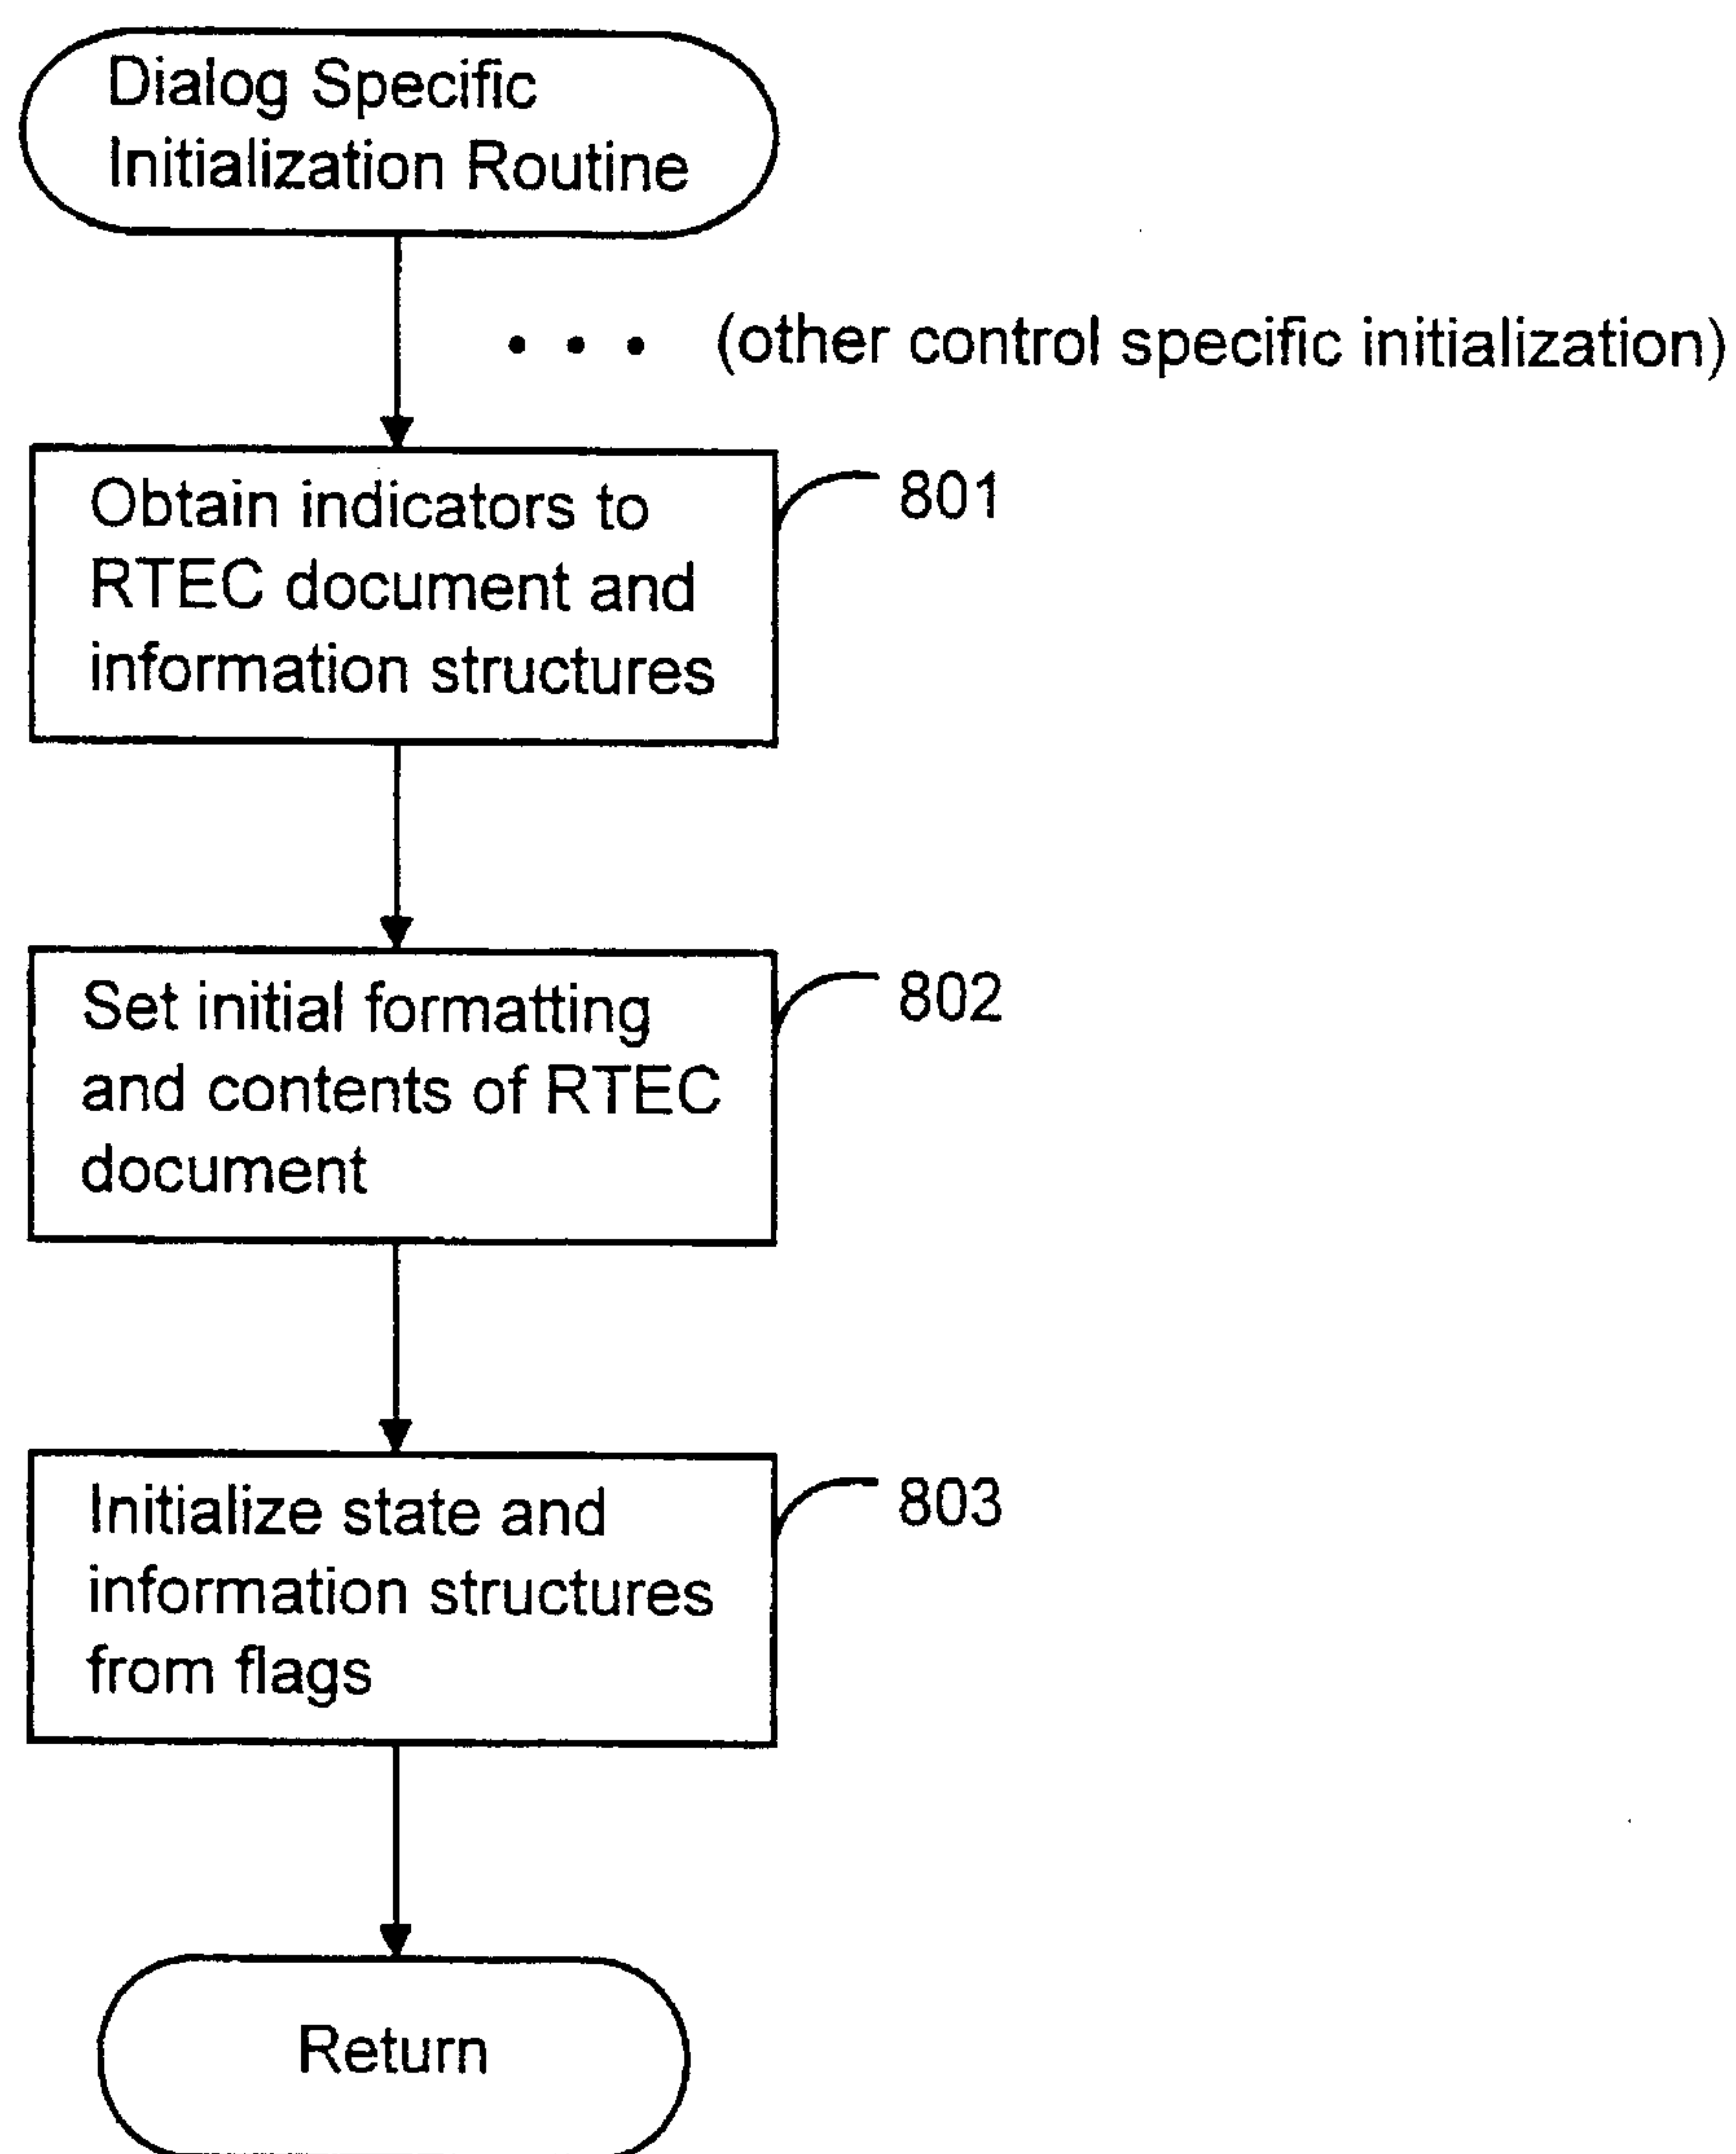 Dialog Specific
Initialization Routine
• • • (other control specific initialization)
Obtain indicators to
RTEC document and
information structures
801
Set initial formatting
and contents of RTEC
document
802
Initialize state and
information structures
from flags
803
Return